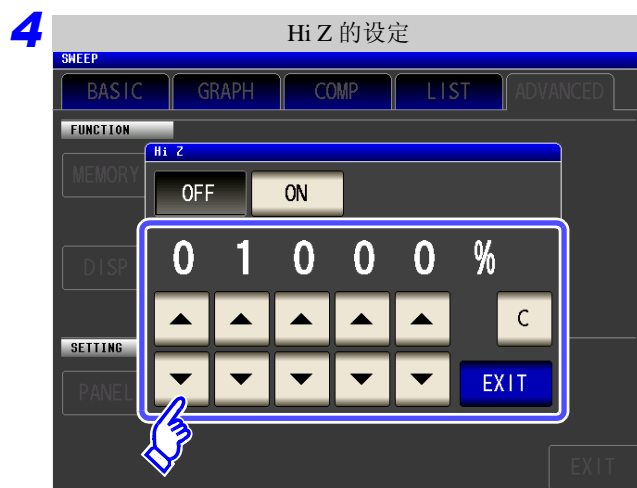 4
Hi Z 的设定
SWEEP
BASIC GRAPH COMP LIST ADVANCED
FUNCTION
Hi Z
MEMORY
OFF ON
DISP
0 1 0 0 0 %
C
SETTING
PANEL
EXIT
EXIT